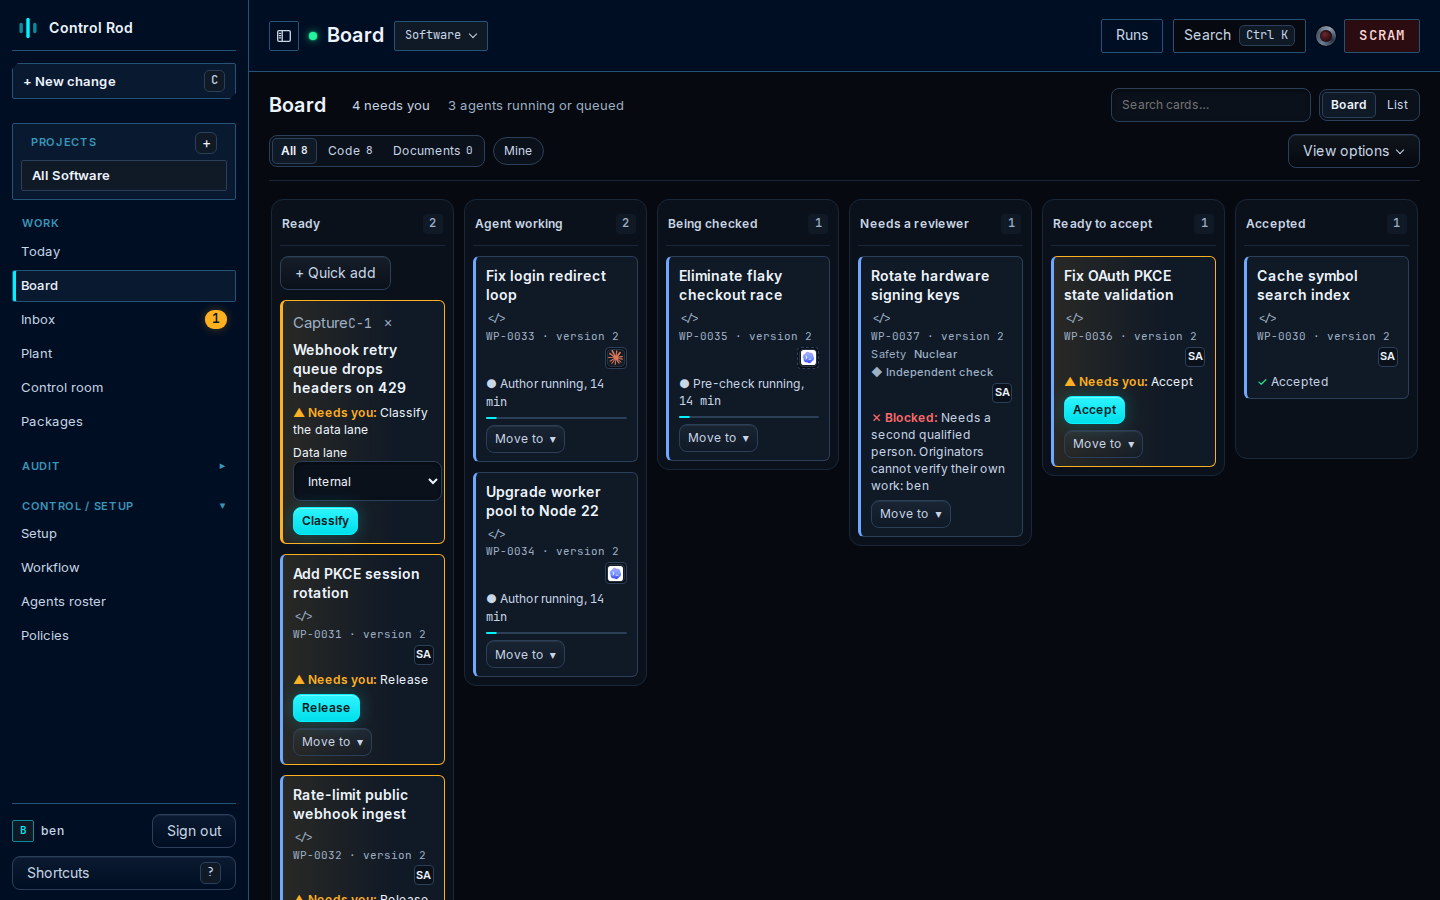 Control Rod
+ New change C
PROJECTS +
All Software
WORK
Today
Board
Inbox 1
Plant
Control room
Packages
AUDIT
CONTROL / SETUP
Setup
Workflow
Agents roster
Policies
B ben Sign out
Shortcuts ?
Board Software
Runs Search Ctrl K SCRAM
Board 4 needs you 3 agents running or queued
Search cards... Board List
All 8 Code 8 Documents 0 Mine
View options
Ready 2
+ Quick add
CaptureC-1 ×
Webhook retry
queue drops
headers on 429
Needs you: Classify
the data lane
Data lane
Internal
Classify
Add PKCE session
rotation
</>
WP-0031 · version 2
SA
Needs you: Release
Release
Move to
Rate-limit public
webhook ingest
</>
WP-0032 · version 2
SA
Needs you: Release
Agent working 2
Fix login redirect
loop
</>
WP-0033 · version 2
Author running, 14
min
Move to
Upgrade worker
pool to Node 22
</>
WP-0034 · version 2
Author running, 14
min
Move to
Being checked 1
Eliminate flaky
checkout race
</>
WP-0035 · version 2
Pre-check running,
14 min
Move to
Needs a reviewer 1
Rotate hardware
signing keys
</>
WP-0037 · version 2
Safety Nuclear
Independent check
SA
× Blocked: Needs a
second qualified
person. Originators
cannot verify their own
work: ben
Move to
Ready to accept 1
Fix OAuth PKCE
state validation
</>
WP-0036 · version 2
SA
Needs you: Accept
Accept
Move to
Accepted 1
Cache symbol
search index
</>
WP-0030 · version 2
SA
✓ Accepted